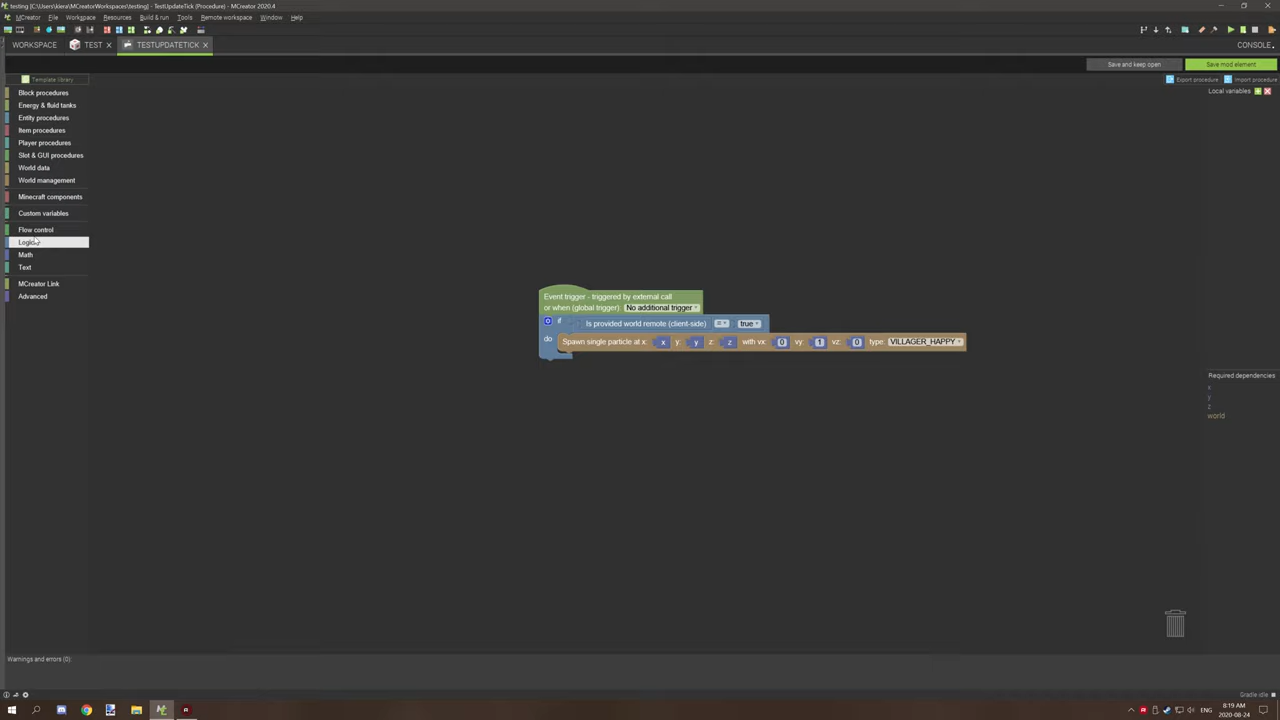 testing [C:\Users\kiera\MCreatorWorkspaces\testing] - TestUpdateTick (Procedure) - MCreator 2020.4
MCreator File Workspace Resources Build & run Tools Remote workspace Window Help
WORKSPACE TEST × TESTUPDATETICK × CONSOLE
Save and keep open Save mod element
Template library Export procedure Import procedure
Local variables
Block procedures
Energy & fluid tanks
Entity procedures
Item procedures
Player procedures
Slot & GUI procedures
World data
World management
Minecraft components
Custom variables
Flow control
Logic
Math
Text
MCreator Link
Advanced
Event trigger - triggered by external call
or when (global trigger): No additional trigger
if Is provided world remote (client-side) = true
do Spawn single particle at x: x y: y z: z with vx: 0 vy: 1 vz: 0 type: VILLAGER_HAPPY
Required dependencies
x
y
z
world
Warnings and errors (0):
Gradle idle
ENG
8:19 AM
2020-08-24